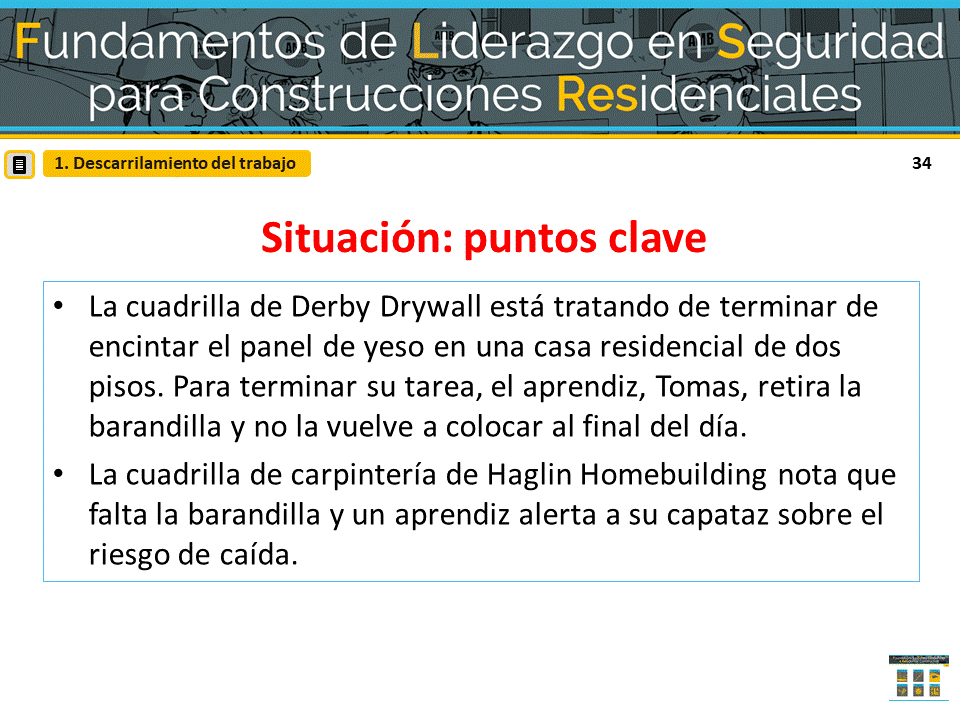 Fundamentos de Liderazgo en Seguridad
para Construcciones Residenciales
1. Descarrilamiento del trabajo
34
Situación: puntos clave
• La cuadrilla de Derby Drywall está tratando de terminar de
encintar el panel de yeso en una casa residencial de dos
pisos. Para terminar su tarea, el aprendiz, Tomas, retira la
barandilla y no la vuelve a colocar al final del día.
• La cuadrilla de carpintería de Haglin Homebuilding nota que
falta la barandilla y un aprendiz alerta a su capataz sobre el
riesgo de caída.